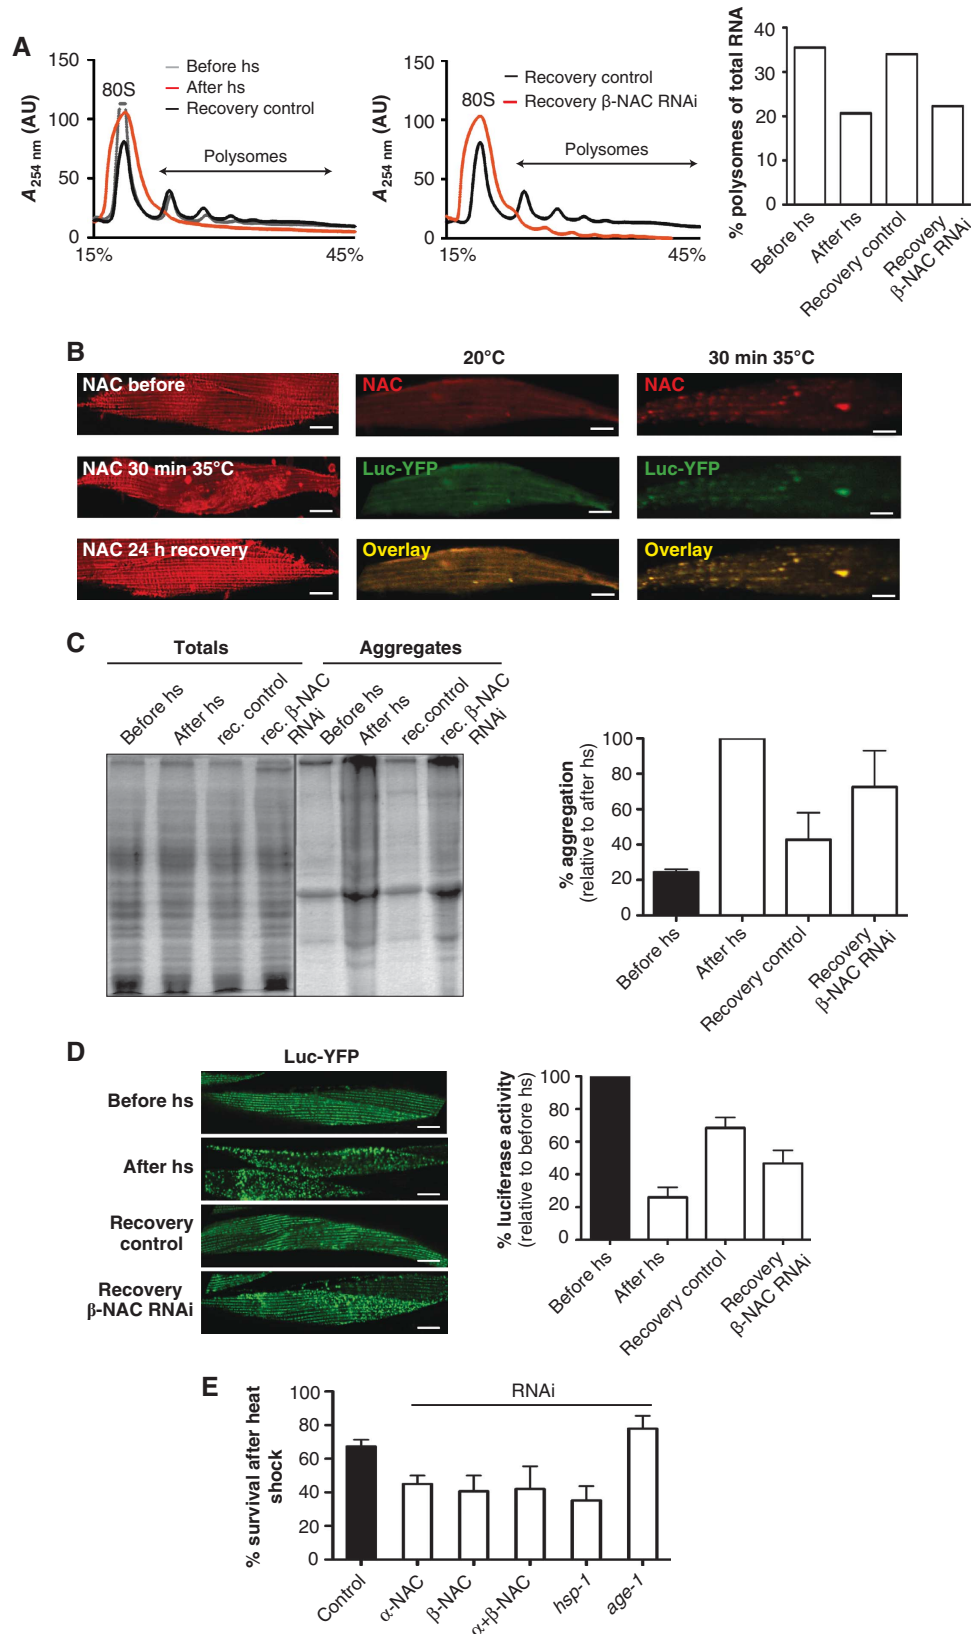 A
150
100
50
0
A254 nm (AU)
80S
Before hs
After hs
Recovery control
Polysomes
15%
45%
150
100
50
0
A254 nm (AU)
80S
Recovery control
Recovery β-NAC RNAi
Polysomes
15%
45%
% polysomes of total RNA
40
30
20
10
0
Before hs
After hs
Recovery control
Recovery
β-NAC RNAi
B
20°C
30 min 35°C
NAC before
NAC
NAC
NAC 30 min 35°C
Luc-YFP
Luc-YFP
NAC 24 h recovery
Overlay
Overlay
C
Totals
Aggregates
Before hs
After hs
rec. control
rec. β-NAC
RNAi
Before hs
After hs
rec.control
rec. β-NAC
RNAi
% aggregation
(relative to after hs)
100
80
60
40
20
0
Before hs
After hs
Recovery control
Recovery
β-NAC RNAi
D
Luc-YFP
Before hs
After hs
Recovery
control
Recovery
β-NAC RNAi
% luciferase activity
(relative to before hs)
100
80
60
40
20
0
Before hs
After hs
Recovery control
Recovery
β-NAC RNAi
E
RNAi
% survival after heat
shock
100
80
60
40
20
0
Control
α-NAC
β-NAC
α+β-NAC
hsp-1
age-1